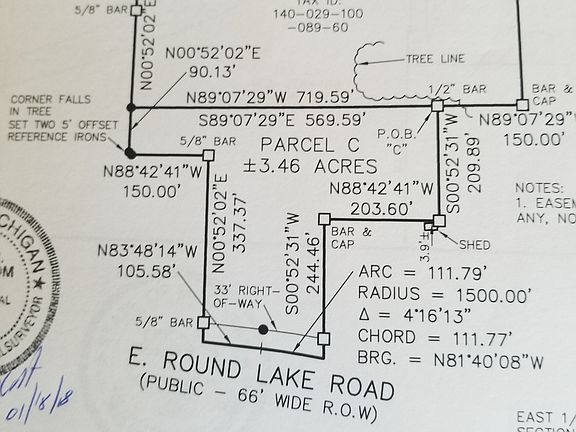 TAX ID:
140-029-100
-089-60
5/8" BAR
N00°52'02"E
N00°52'02"E
90.13'
TREE LINE
1/2" BAR
BAR &
CAP
N89°07'29"W 719.59'
S89°07'29"E 569.59'
N89°07'29"W
150.00'
CORNER FALLS
IN TREE
SET TWO 5' OFFSET
REFERENCE IRONS
5/8" BAR
P.O.B.
"C"
PARCEL C
±3.46 ACRES
N88°42'41"W
150.00'
N88°42'41"W
203.60'
S00°52'31"W
209.89'
NOTES:
1. EASEM
ANY, NO
N00°52'02"E
337.37'
S00°52'31"W
244.46'
BAR &
CAP
3.9'±
SHED
N83°48'14"W
105.58'
33' RIGHT-
OF-WAY
5/8" BAR
ARC = 111.79'
RADIUS = 1500.00'
Δ = 4°16'13"
CHORD = 111.77'
BRG. = N81°40'08"W
E. ROUND LAKE ROAD
(PUBLIC - 66' WIDE R.O.W)
CHIGAN ★
OM
AL
SURVEYOR
01/18/18
EAST 1/
SECTION